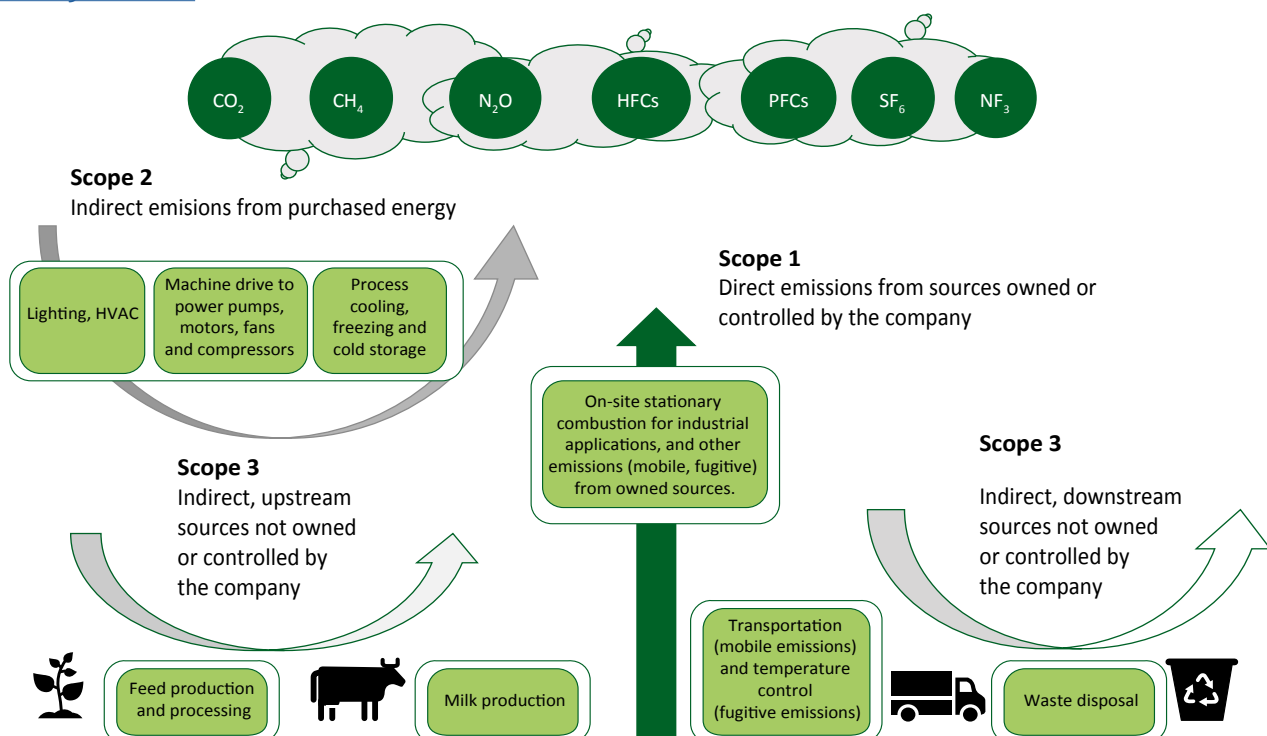 CO₂
CH₄
N₂O
HFCs
PFCs
SF₆
NF₃
Scope 2
Indirect emisions from purchased energy
Lighting, HVAC
Machine drive to
power pumps,
motors, fans
and compressors
Process
cooling,
freezing and
cold storage
Scope 1
Direct emissions from sources owned or
controlled by the company
On-site stationary
combustion for industrial
applications, and other
emissions (mobile, fugitive)
from owned sources.
Scope 3
Indirect, upstream
sources not owned
or controlled by
the company
Feed production
and processing
Milk production
Scope 3
Indirect, downstream
sources not owned
or controlled by
the company
Transportation
(mobile emissions)
and temperature
control
(fugitive emissions)
Waste disposal